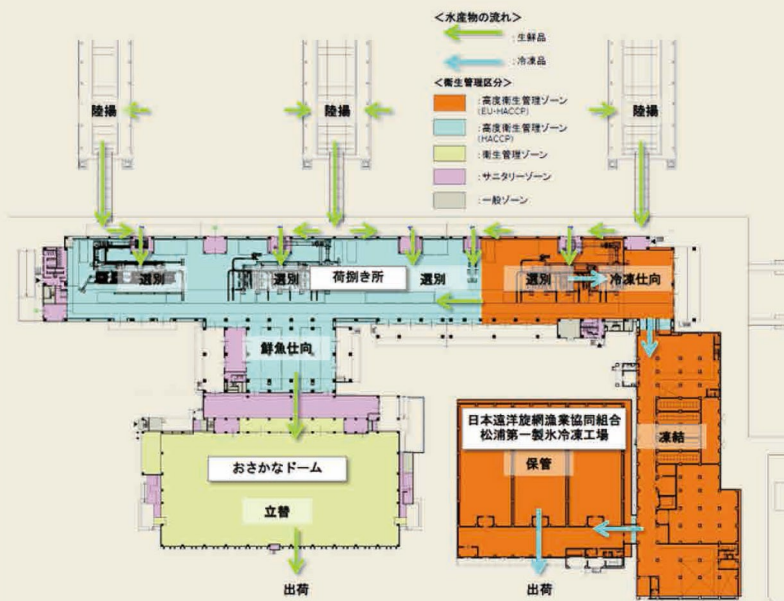 ＜水産物の流れ＞
：生鮮品
：冷凍品
＜衛生管理区分＞
：高度衛生管理ゾーン
(EU-HACCP)
：高度衛生管理ゾーン
(HACCP)
：衛生管理ゾーン
：サニタリーゾーン
：一般ゾーン
陸揚
陸揚
陸揚
選別
選別
荷捌き所
選別
選別
冷凍仕向
鮮魚仕向
おさかなドーム
立替
出荷
日本遠洋旋網漁業協同組合
松浦第一製氷冷凍工場
保管
凍結
出荷